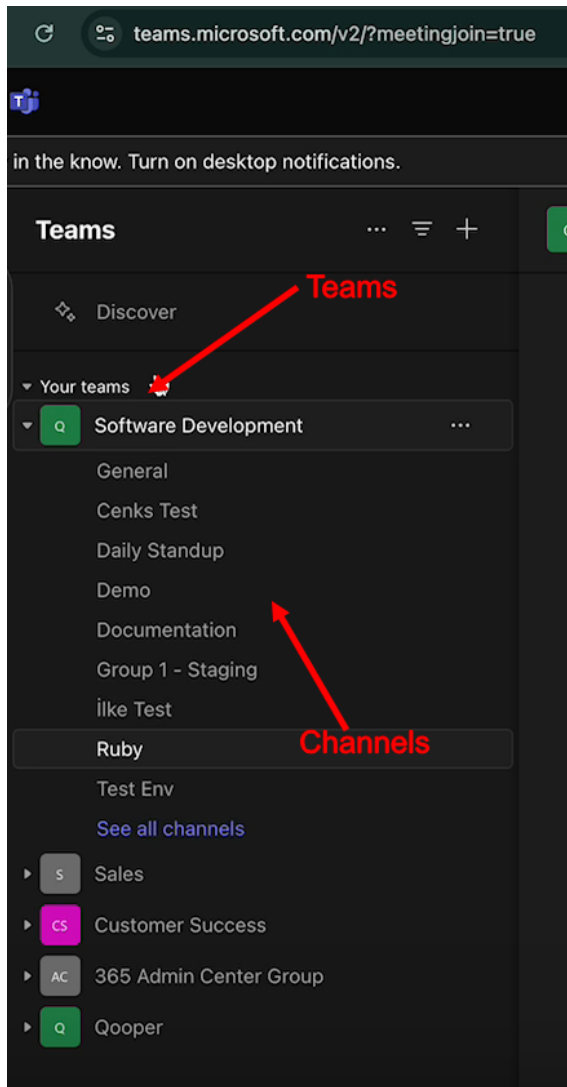 teams.microsoft.com/v2/?meetingjoin=true
in the know. Turn on desktop notifications.
Teams
Teams
Discover
Your teams
Q Software Development
General
Cenks Test
Daily Standup
Demo
Documentation
Group 1 - Staging
İlke Test
Ruby
Channels
Test Env
See all channels
S Sales
CS Customer Success
AC 365 Admin Center Group
Q Qooper